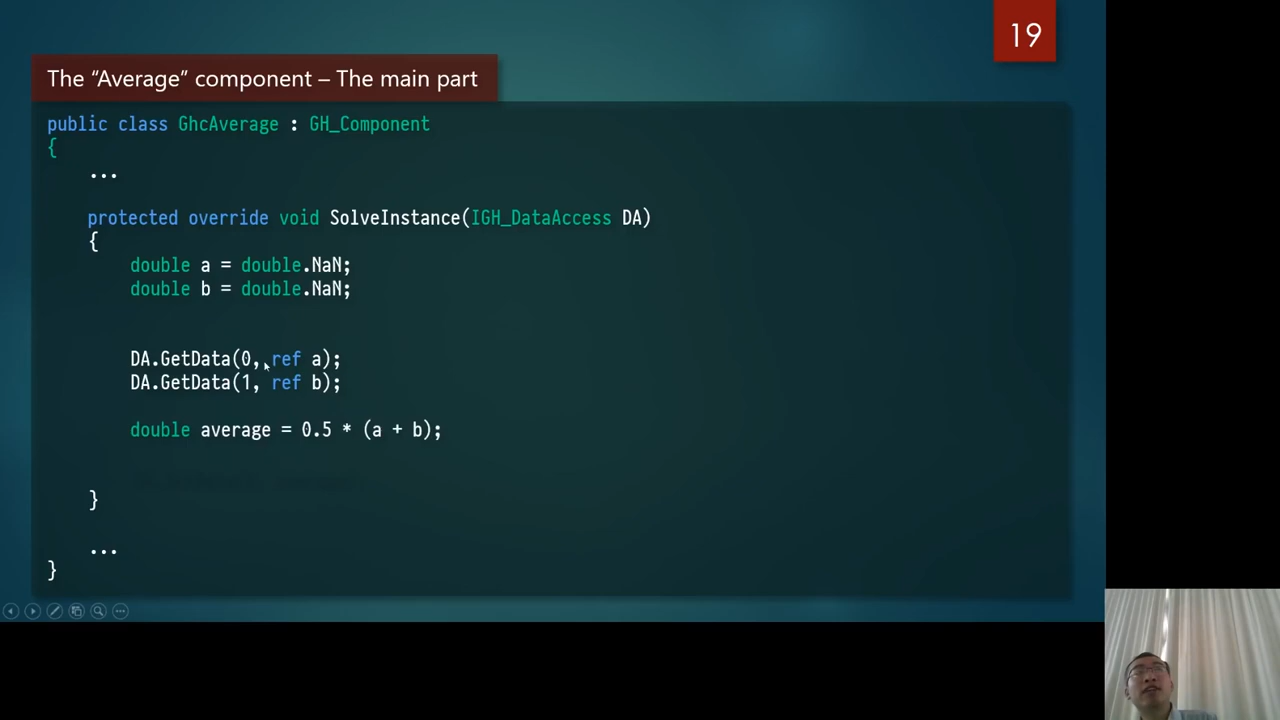 19
The “Average” component – The main part
public class GhcAverage : GH_Component
{
...
protected override void SolveInstance(IGH_DataAccess DA)
{
double a = double.NaN;
double b = double.NaN;
DA.GetData(0, ref a);
DA.GetData(1, ref b);
double average = 0.5 * (a + b);
}
...
}